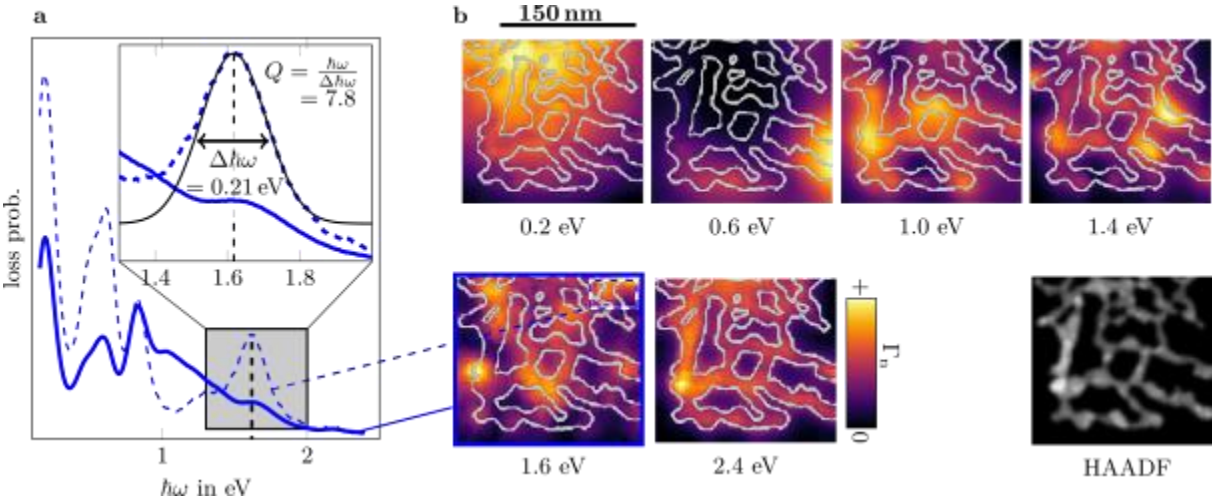 a
loss prob.
Q = ħω / Δħω
= 7.8
Δħω
= 0.21 eV
1.4
1.6
1.8
1
2
ħω in eV
b
150 nm
0.2 eV
0.6 eV
1.0 eV
1.4 eV
1.6 eV
2.4 eV
+
Γn
0
HAADF